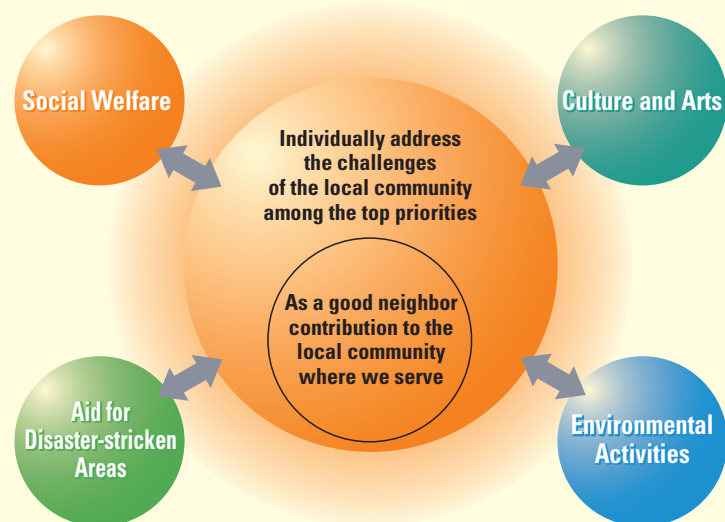 Social Welfare
Culture and Arts
Individually address
the challenges
of the local community
among the top priorities
As a good neighbor
contribution to the
local community
where we serve
Aid for
Disaster-stricken
Areas
Environmental
Activities